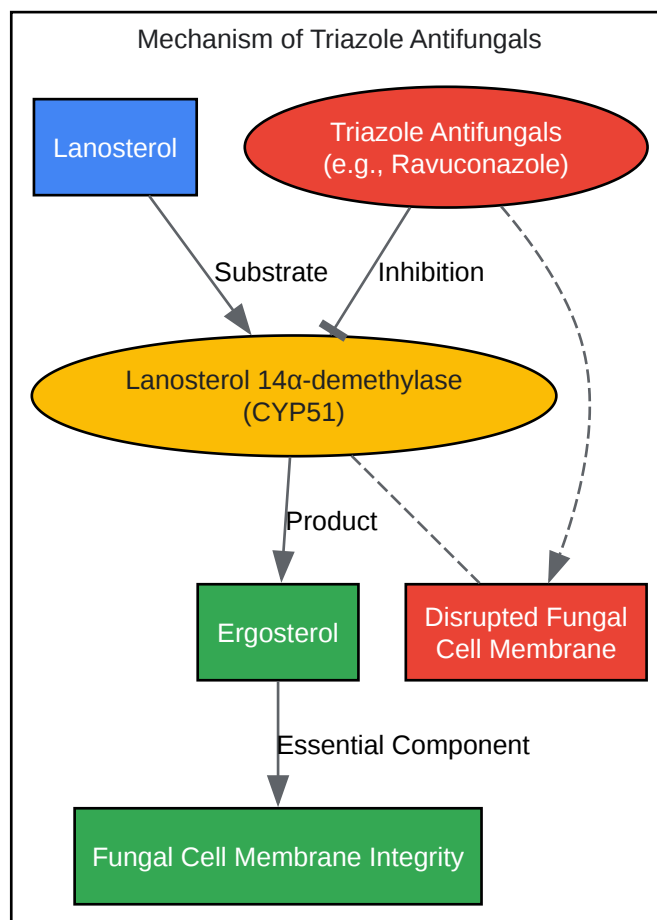 Mechanism of Triazole Antifungals
Lanosterol
Triazole Antifungals
(e.g., Ravuconazole)
Substrate
Inhibition
Lanosterol 14α-demethylase
(CYP51)
Product
Ergosterol
Disrupted Fungal
Cell Membrane
Essential Component
Fungal Cell Membrane Integrity